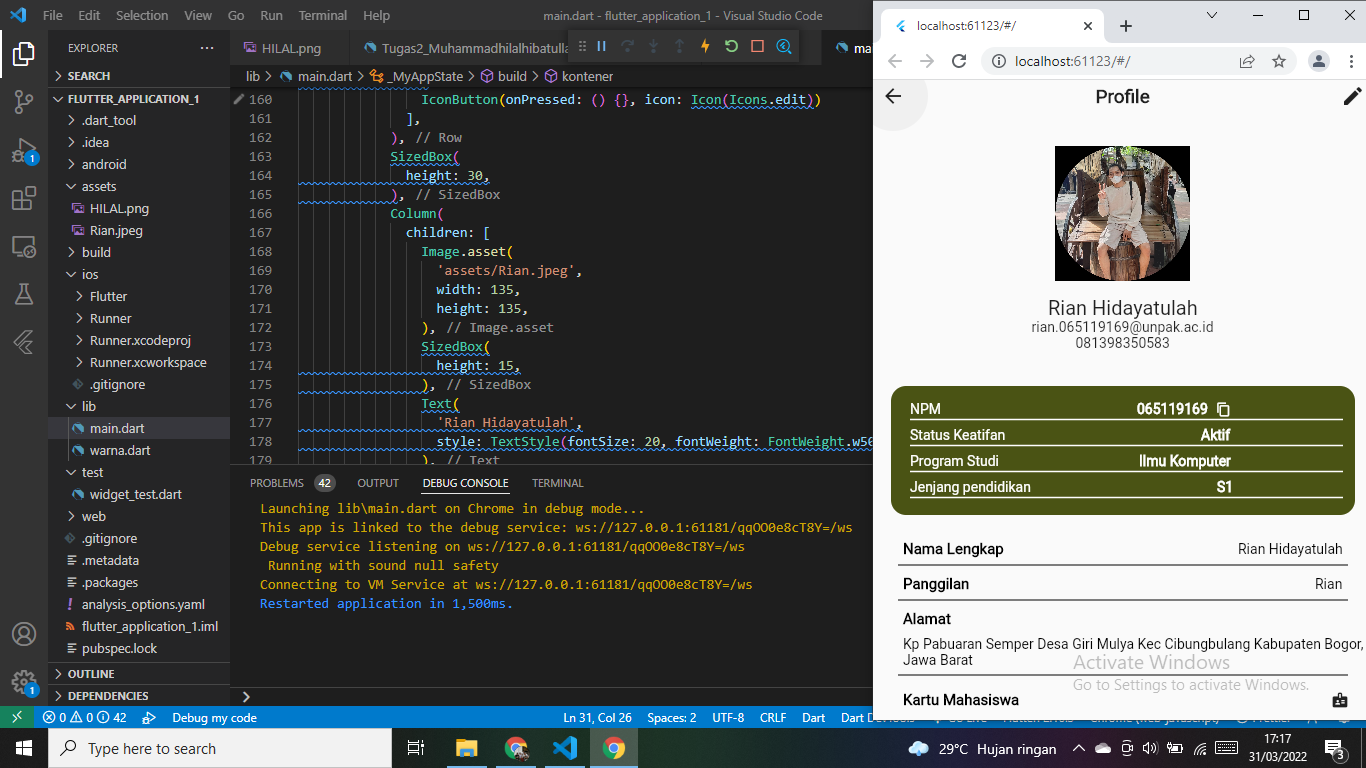 File Edit Selection View Go Run Terminal Help
main.dart - flutter_application_1 - Visual Studio Code
EXPLORER
SEARCH
FLUTTER_APPLICATION_1
.dart_tool
.idea
android
assets
HILAL.png
Rian.jpeg
build
ios
Flutter
Runner
Runner.xcodeproj
Runner.xcworkspace
.gitignore
lib
main.dart
warna.dart
test
widget_test.dart
web
.gitignore
.metadata
.packages
analysis_options.yaml
flutter_application_1.iml
pubspec.lock
OUTLINE
DEPENDENCIES
1
1
HILAL.png
Tugas2_Muhammadhilalhibatulla
ma
lib > main.dart > _MyAppState > build > kontener
160 IconButton(onPressed: () {}, icon: Icon(Icons.edit))
161 ],
162 ), // Row
163 SizedBox(
164 height: 30,
165 ), // SizedBox
166 Column(
167 children: [
168 Image.asset(
169 'assets/Rian.jpeg',
170 width: 135,
171 height: 135,
172 ), // Image.asset
173 SizedBox(
174 height: 15,
175 ), // SizedBox
176 Text(
177 'Rian Hidayatulah',
178 style: TextStyle(fontSize: 20, fontWeight: FontWeight.w50
179 ), // Text
PROBLEMS 42 OUTPUT DEBUG CONSOLE TERMINAL
Launching lib\main.dart on Chrome in debug mode...
This app is linked to the debug service: ws://127.0.0.1:61181/qqOO0e8cT8Y=/ws
Debug service listening on ws://127.0.0.1:61181/qqOO0e8cT8Y=/ws
Running with sound null safety
Connecting to VM Service at ws://127.0.0.1:61181/qqOO0e8cT8Y=/ws
Restarted application in 1,500ms.
0 0 42 Debug my code Ln 31, Col 26 Spaces: 2 UTF-8 CRLF Dart
localhost:61123/#/
localhost:61123/#/
Profile
Rian Hidayatulah
rian.065119169@unpak.ac.id
081398350583
NPM 065119169
Status Keatifan Aktif
Program Studi Ilmu Komputer
Jenjang pendidikan S1
Nama Lengkap Rian Hidayatulah
Panggilan Rian
Alamat
Kp Pabuaran Semper Desa Giri Mulya Kec Cibungbulang Kabupaten Bogor,
Jawa Barat
Activate Windows
Go to Settings to activate Windows.
Kartu Mahasiswa
Type here to search
29°C Hujan ringan
17:17
31/03/2022
3